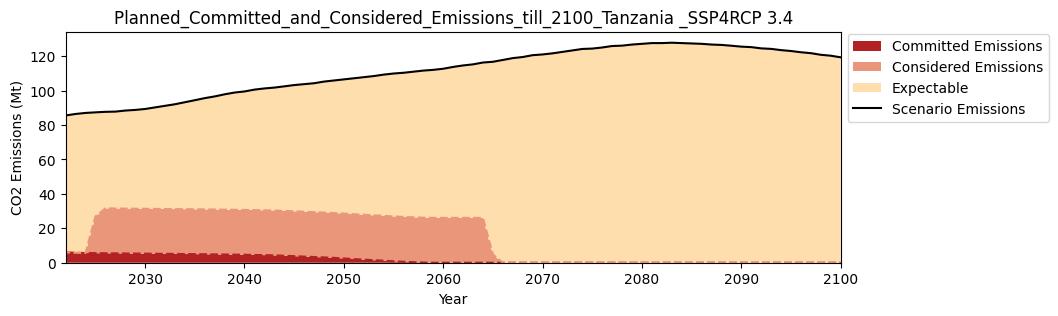 Planned_Committed_and_Considered_Emissions_till_2100_Tanzania _SSP4RCP 3.4
CO2 Emissions (Mt)
120
100
80
60
40
20
0
2030 2040 2050 2060 2070 2080 2090 2100
Year
Committed Emissions
Considered Emissions
Expectable
Scenario Emissions